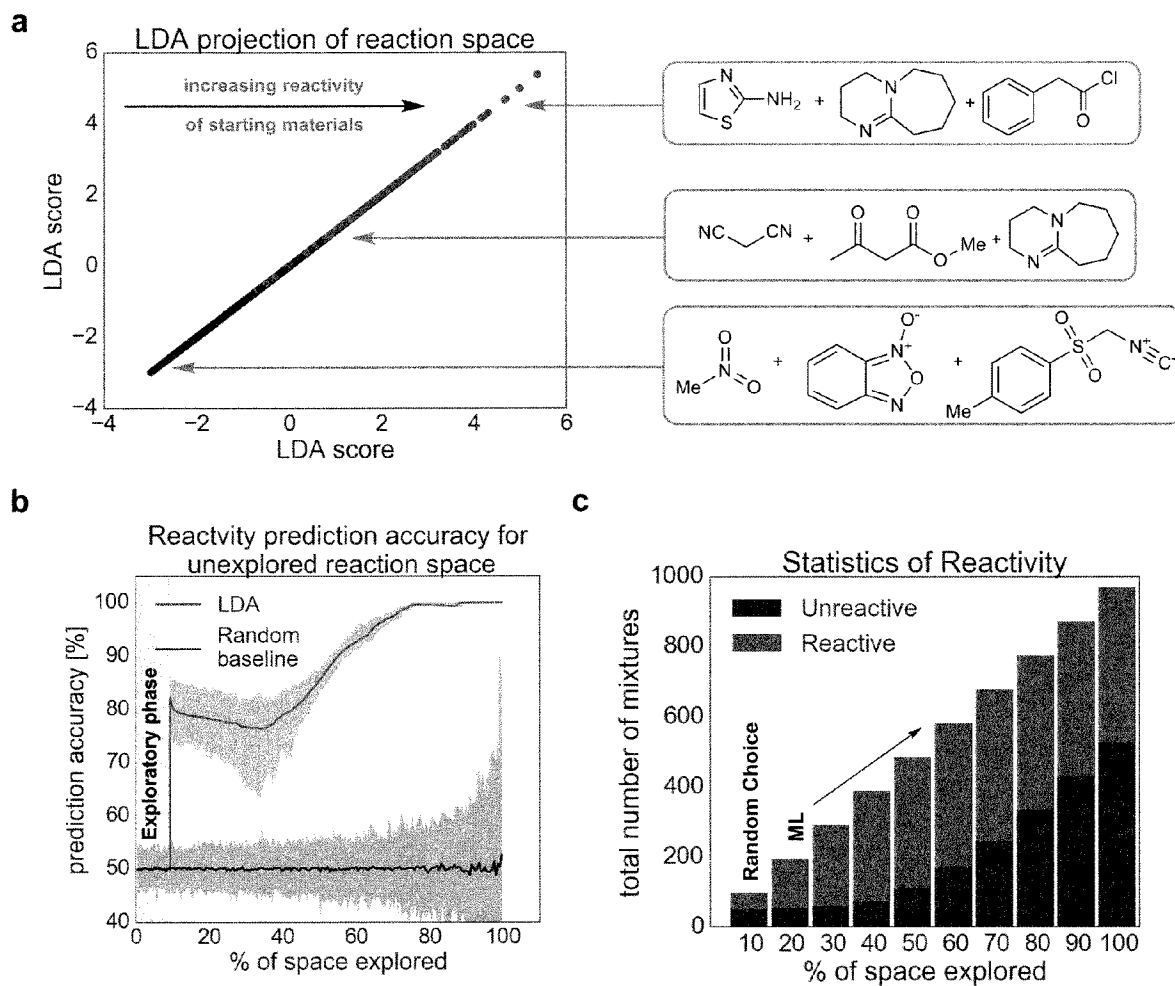 a
LDA projection of reaction space
6
4
2
0
−2
−4
−4
−2
0
2
4
6
LDA score
LDA score
increasing reactivity
of starting materials
N
S
NH₂
+
N
N
+
Cl
O
NC
CN
+
O
O
O
Me
+
N
N
O
Me
N
O
+
O⁻
N⁺
O
N
+
O
S
O
N⁺
C⁻
Me
b
Reactvity prediction accuracy for
unexplored reaction space
prediction accuracy [%]
100
90
80
70
60
50
40
Exploratory phase
LDA
Random
baseline
0
20
40
60
80
100
% of space explored
c
Statistics of Reactivity
total number of mixtures
1000
800
600
400
200
0
Unreactive
Reactive
Random Choice
ML
10 20 30 40 50 60 70 80 90 100
% of space explored